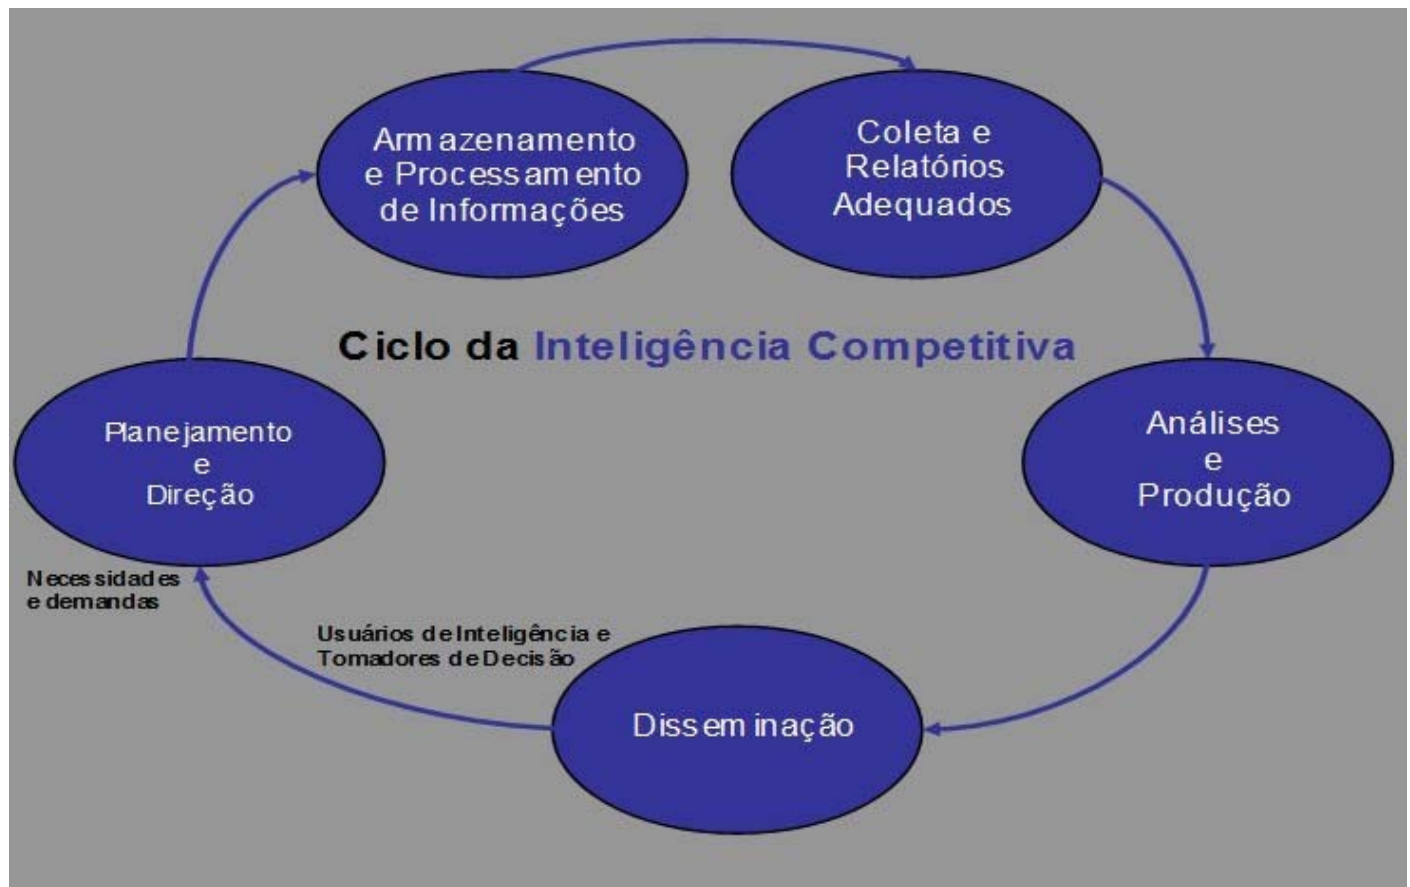 Armazenamento
e Processamento
de Informações
Coleta e
Relatórios
Adequados
Ciclo da Inteligência Competitiva
Planejamento
e
Direção
Análises
e
Produção
Necessidades
e demandas
Usuários de Inteligência e
Tomadores de Decisão
Disseminação